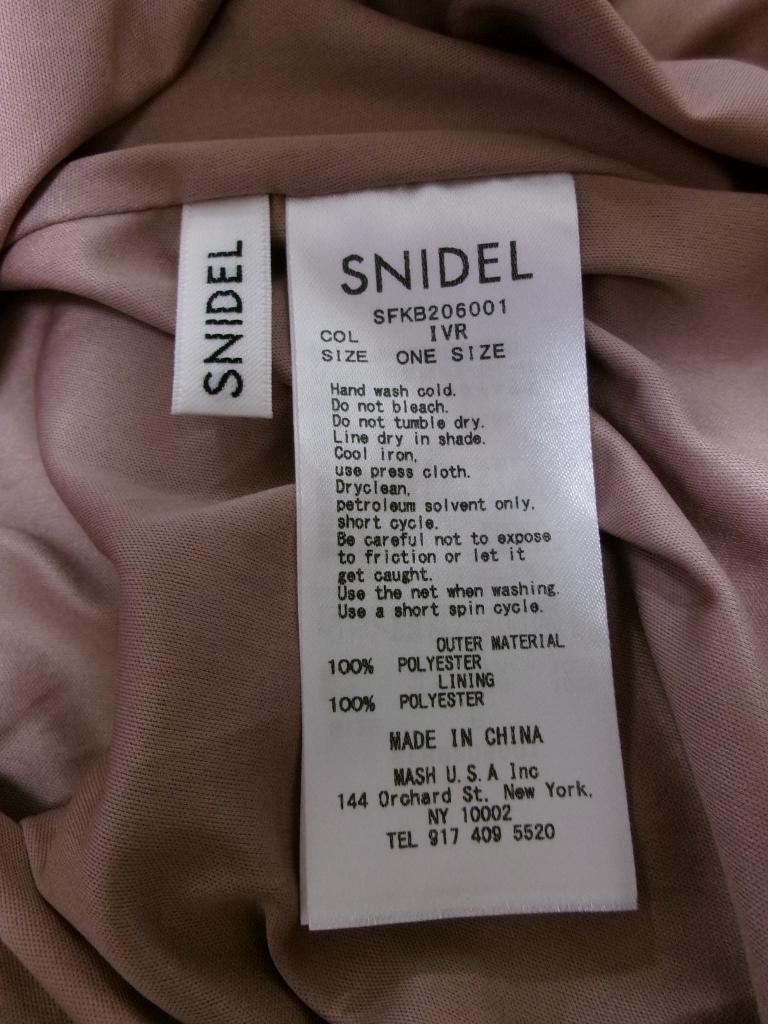 SNIDEL
SNIDEL
SFKB206001
COL IVR
SIZE ONE SIZE
Hand wash cold.
Do not bleach.
Do not tumble dry.
Line dry in shade.
Cool iron,
use press cloth.
Dryclean,
petroleum solvent only,
short cycle.
Be careful not to expose
to friction or let it
get caught.
Use the net when washing.
Use a short spin cycle.
OUTER MATERIAL
100% POLYESTER
LINING
100% POLYESTER
MADE IN CHINA
MASH U.S.A Inc
144 Orchard St, New York,
NY 10002
TEL 917 409 5520